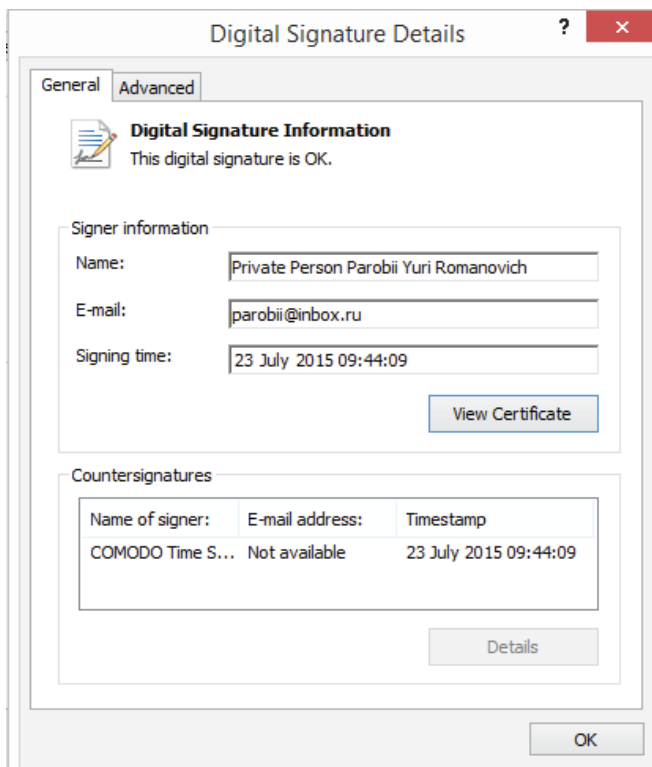 Digital Signature Details
?
General Advanced
Digital Signature Information
This digital signature is OK.
Signer information
Name: Private Person Parobii Yuri Romanovich
E-mail: parobii@inbox.ru
Signing time: 23 July 2015 09:44:09
View Certificate
Countersignatures
Name of signer: E-mail address: Timestamp
COMODO Time S... Not available 23 July 2015 09:44:09
Details
OK